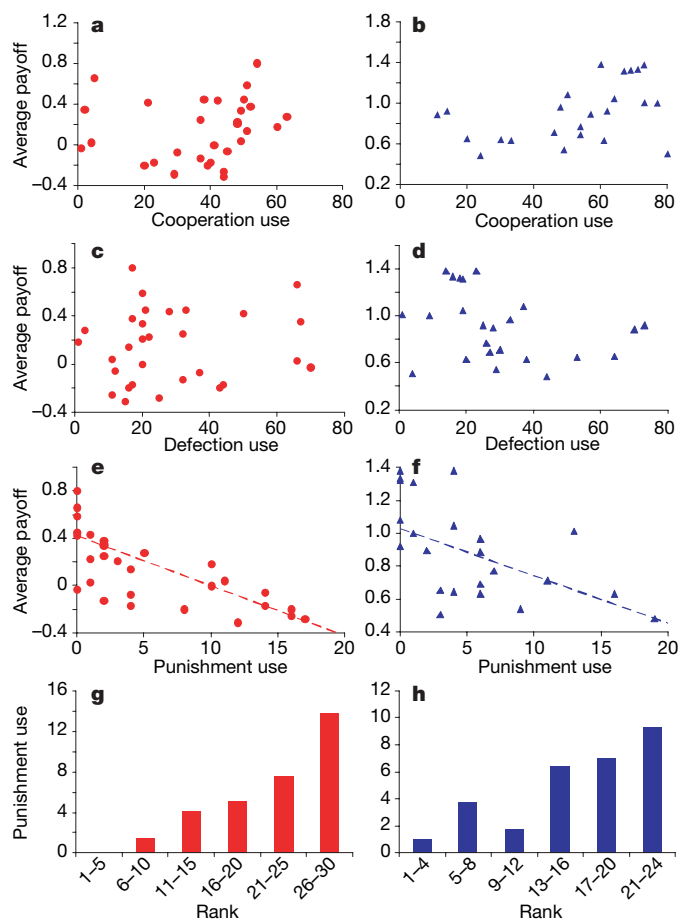 a
b
Average payoff
1.2
0.8
0.4
0
–0.4
0 20 40 60 80
Cooperation use
1.8
1.4
1.0
0.6
0.2
0 20 40 60 80
Cooperation use
c
d
Average payoff
0.8
0.4
0
–0.4
0 20 40 60 80
Defection use
1.4
1.0
0.6
0.2
0 20 40 60 80
Defection use
e
f
Average payoff
0.8
0.4
0
–0.4
0 5 10 15 20
Punishment use
1.4
1.2
1.0
0.8
0.6
0.4
0 5 10 15 20
Punishment use
g
h
Punishment use
16
12
8
4
0
1–5 6–10 11–15 16–20 21–25 26–30
Rank
12
10
8
6
4
2
0
1–4 5–8 9–12 13–16 17–20 21–24
Rank